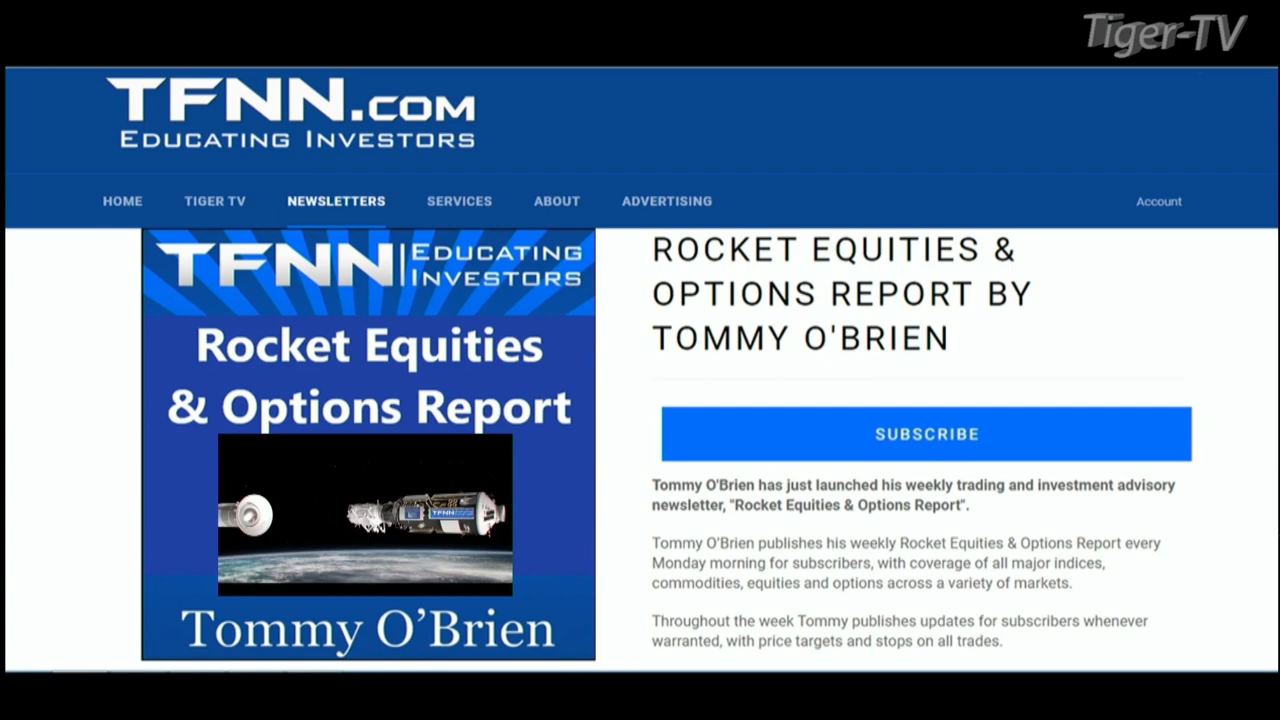 Tiger-TV
TFNN.COM
EDUCATING INVESTORS
HOME TIGER TV NEWSLETTERS SERVICES ABOUT ADVERTISING Account
TFNN EDUCATING
INVESTORS
Rocket Equities
& Options Report
TFNN
Tommy O'Brien
ROCKET EQUITIES &
OPTIONS REPORT BY
TOMMY O'BRIEN
SUBSCRIBE
Tommy O'Brien has just launched his weekly trading and investment advisory
newsletter, "Rocket Equities & Options Report".
Tommy O'Brien publishes his weekly Rocket Equities & Options Report every
Monday morning for subscribers, with coverage of all major indices,
commodities, equities and options across a variety of markets.
Throughout the week Tommy publishes updates for subscribers whenever
warranted, with price targets and stops on all trades.